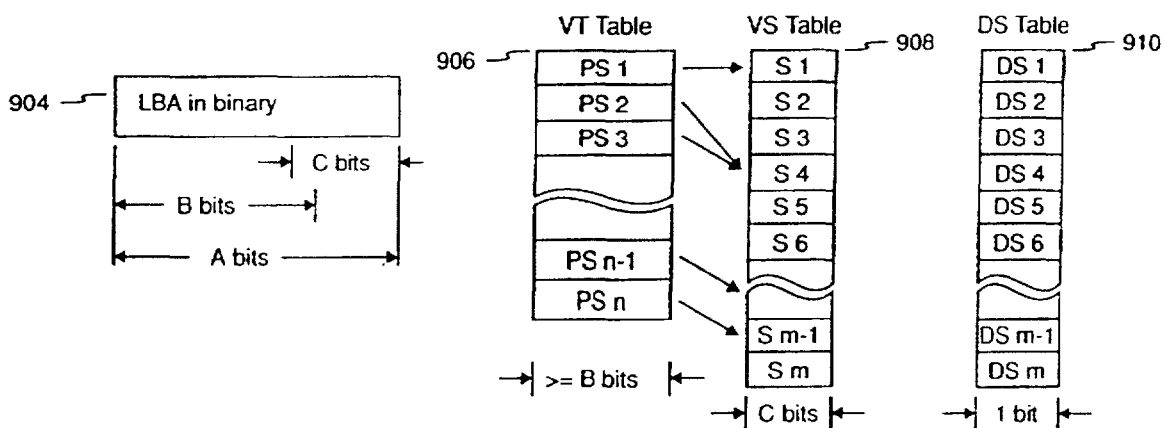 VT Table
VS Table
DS Table
906
908
910
904
LBA in binary
C bits
B bits
A bits
PS 1
PS 2
PS 3
PS n-1
PS n
>= B bits
S 1
S 2
S 3
S 4
S 5
S 6
S m-1
S m
C bits
DS 1
DS 2
DS 3
DS 4
DS 5
DS 6
DS m-1
DS m
1 bit